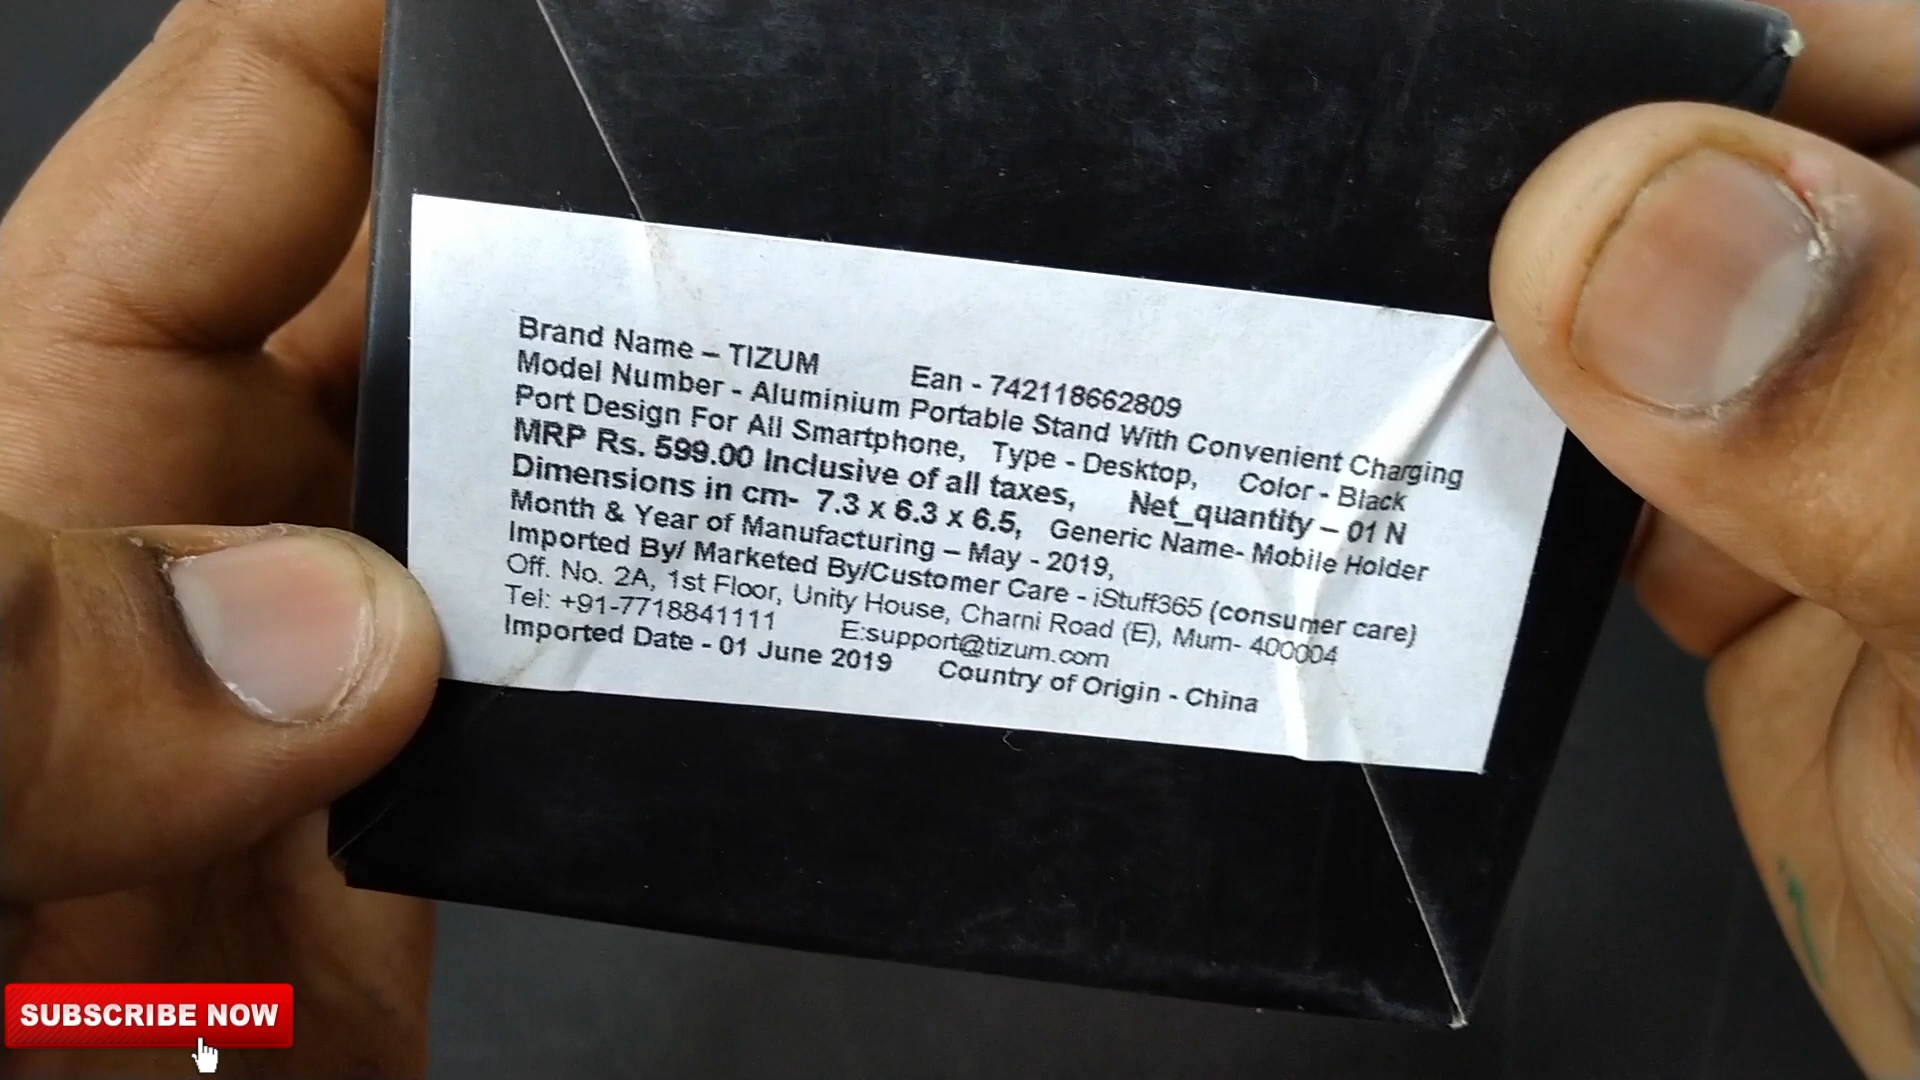 Brand Name – TIZUM Ean - 742118662809
Model Number - Aluminium Portable Stand With Convenient Charging
Port Design For All Smartphone, Type - Desktop, Color - Black
MRP Rs. 599.00 Inclusive of all taxes, Net_quantity – 01 N
Dimensions in cm- 7.3 x 6.3 x 6.5, Generic Name- Mobile Holder
Month & Year of Manufacturing – May - 2019,
Imported By/ Marketed By/Customer Care - iStuff365 (consumer care)
Off. No. 2A, 1st Floor, Unity House, Charni Road (E), Mum- 400004
Tel: +91-7718841111 E:support@tizum.com
Imported Date - 01 June 2019 Country of Origin - China
SUBSCRIBE NOW